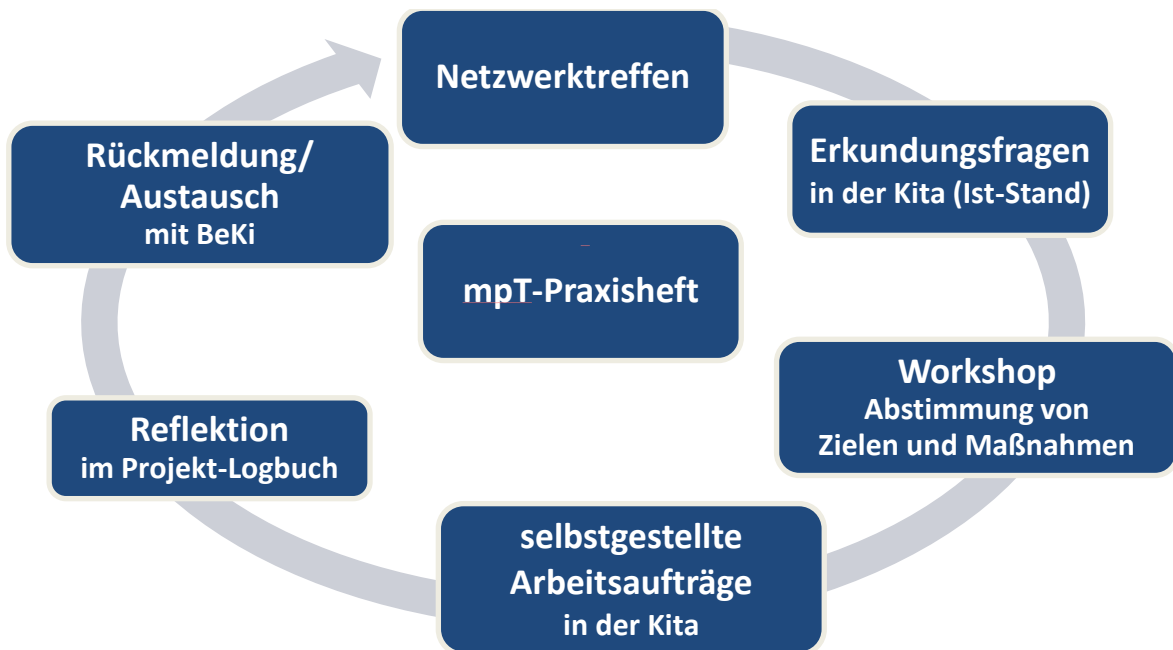 Netzwerktreffen
Erkundungsfragen
in der Kita (Ist-Stand)
Workshop
Abstimmung von
Zielen und Maßnahmen
selbstgestellte
Arbeitsaufträge
in der Kita
Reflektion
im Projekt-Logbuch
Rückmeldung/
Austausch
mit BeKi
mpT-Praxisheft